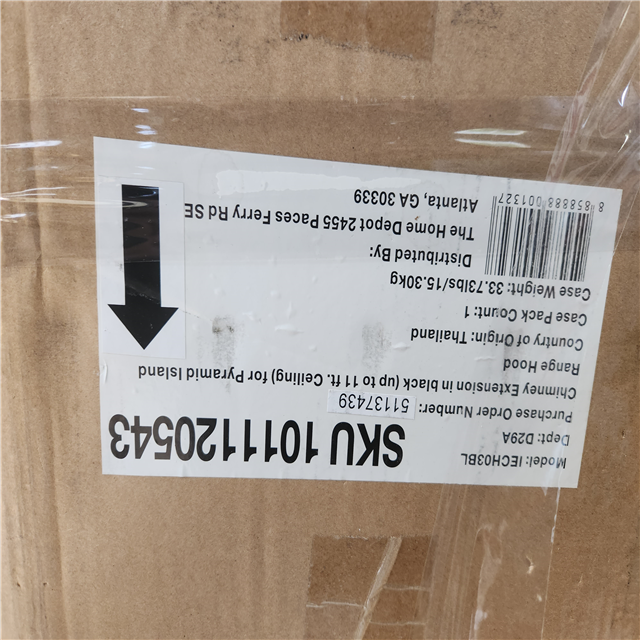 Model: IECH03BL
Dept: D29A
SKU 1011120543
Purchase Order Number: 51137439
Chimney Extension in black (up to 11 ft. Ceiling) for Pyramid Island
Range Hood
Country of Origin: Thailand
Case Pack Count: 1
Case Weight: 33.73lbs/15.30kg
Distributed By:
The Home Depot 2455 Paces Ferry Rd SE
Atlanta, GA 30339
8 858888 001327